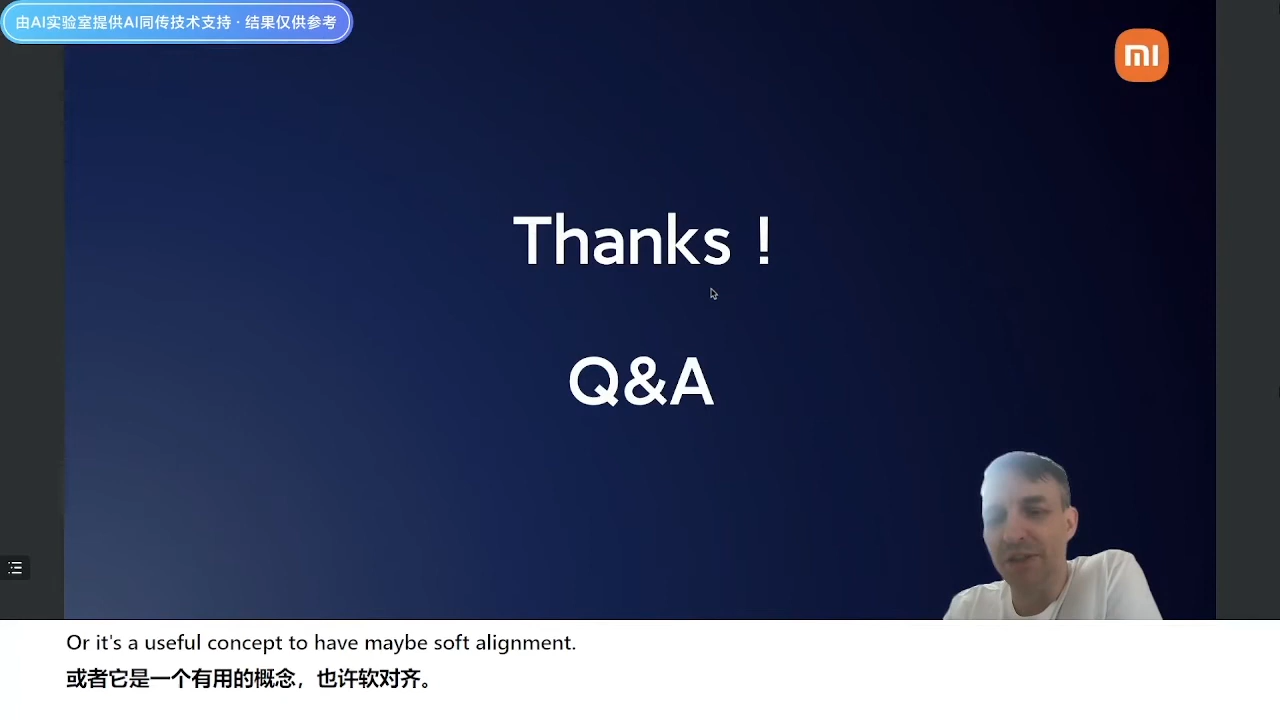 由AI实验室提供AI同传技术支持 · 结果仅供参考
mi
Thanks !
Q&A
Or it's a useful concept to have maybe soft alignment.
或者它是一个有用的概念，也许软对齐。